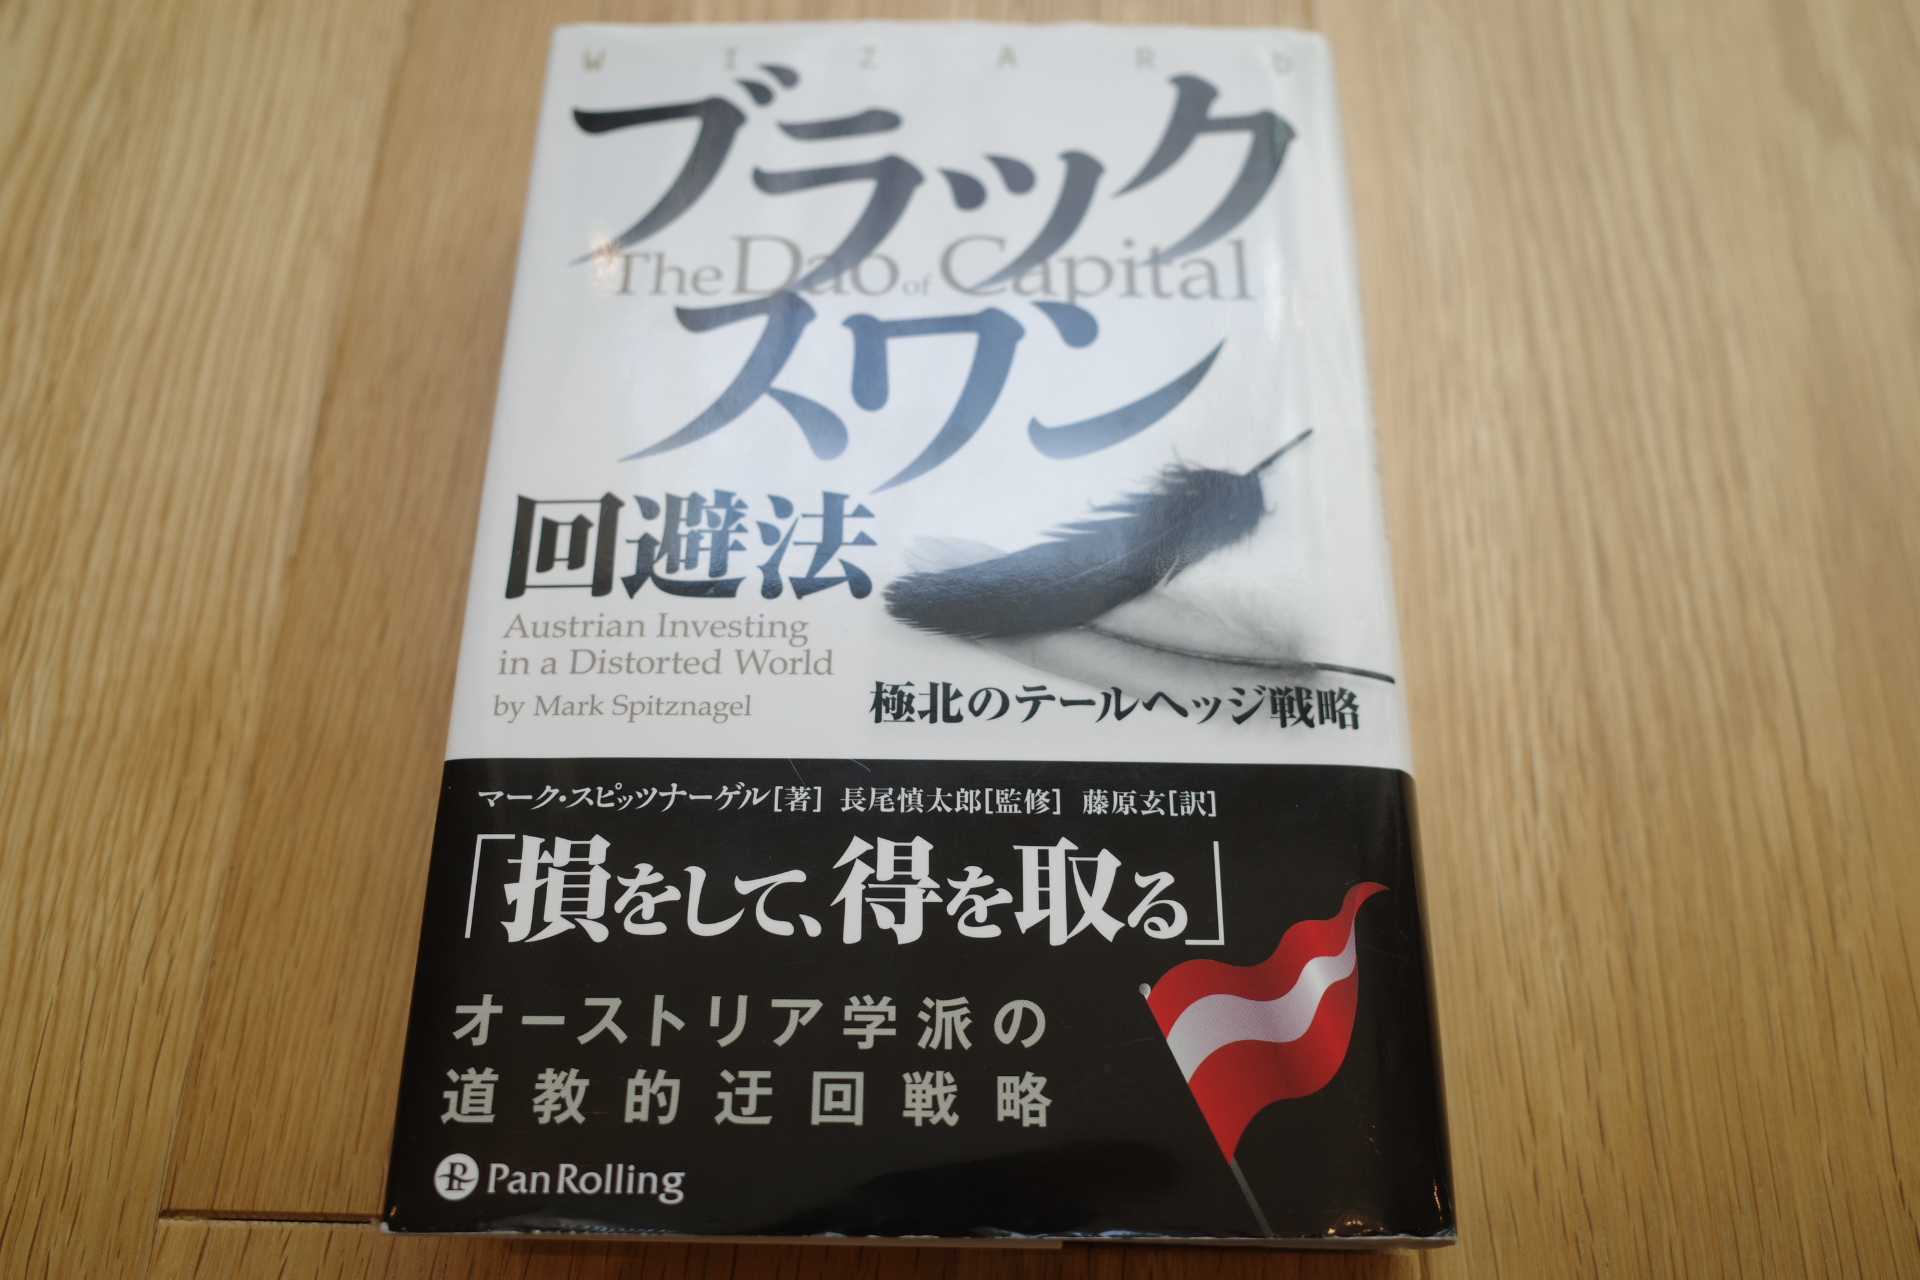 WIZARD
ブラック
The Dao of Capital
スワン
回避法
Austrian Investing
in a Distorted World
by Mark Spitznagel
極北のテールヘッジ戦略
マーク・スピッツナーゲル[著] 長尾慎太郎[監修] 藤原玄[訳]
「損をして、得を取る」
オーストリア学派の
道教的迂回戦略
PanRolling